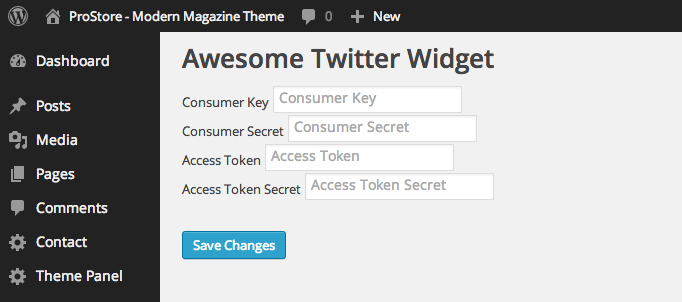 ProStore - Modern Magazine Theme 0 New
Dashboard
Posts
Media
Pages
Comments
Contact
Theme Panel
Awesome Twitter Widget
Consumer Key Consumer Key
Consumer Secret Consumer Secret
Access Token Access Token
Access Token Secret Access Token Secret
Save Changes